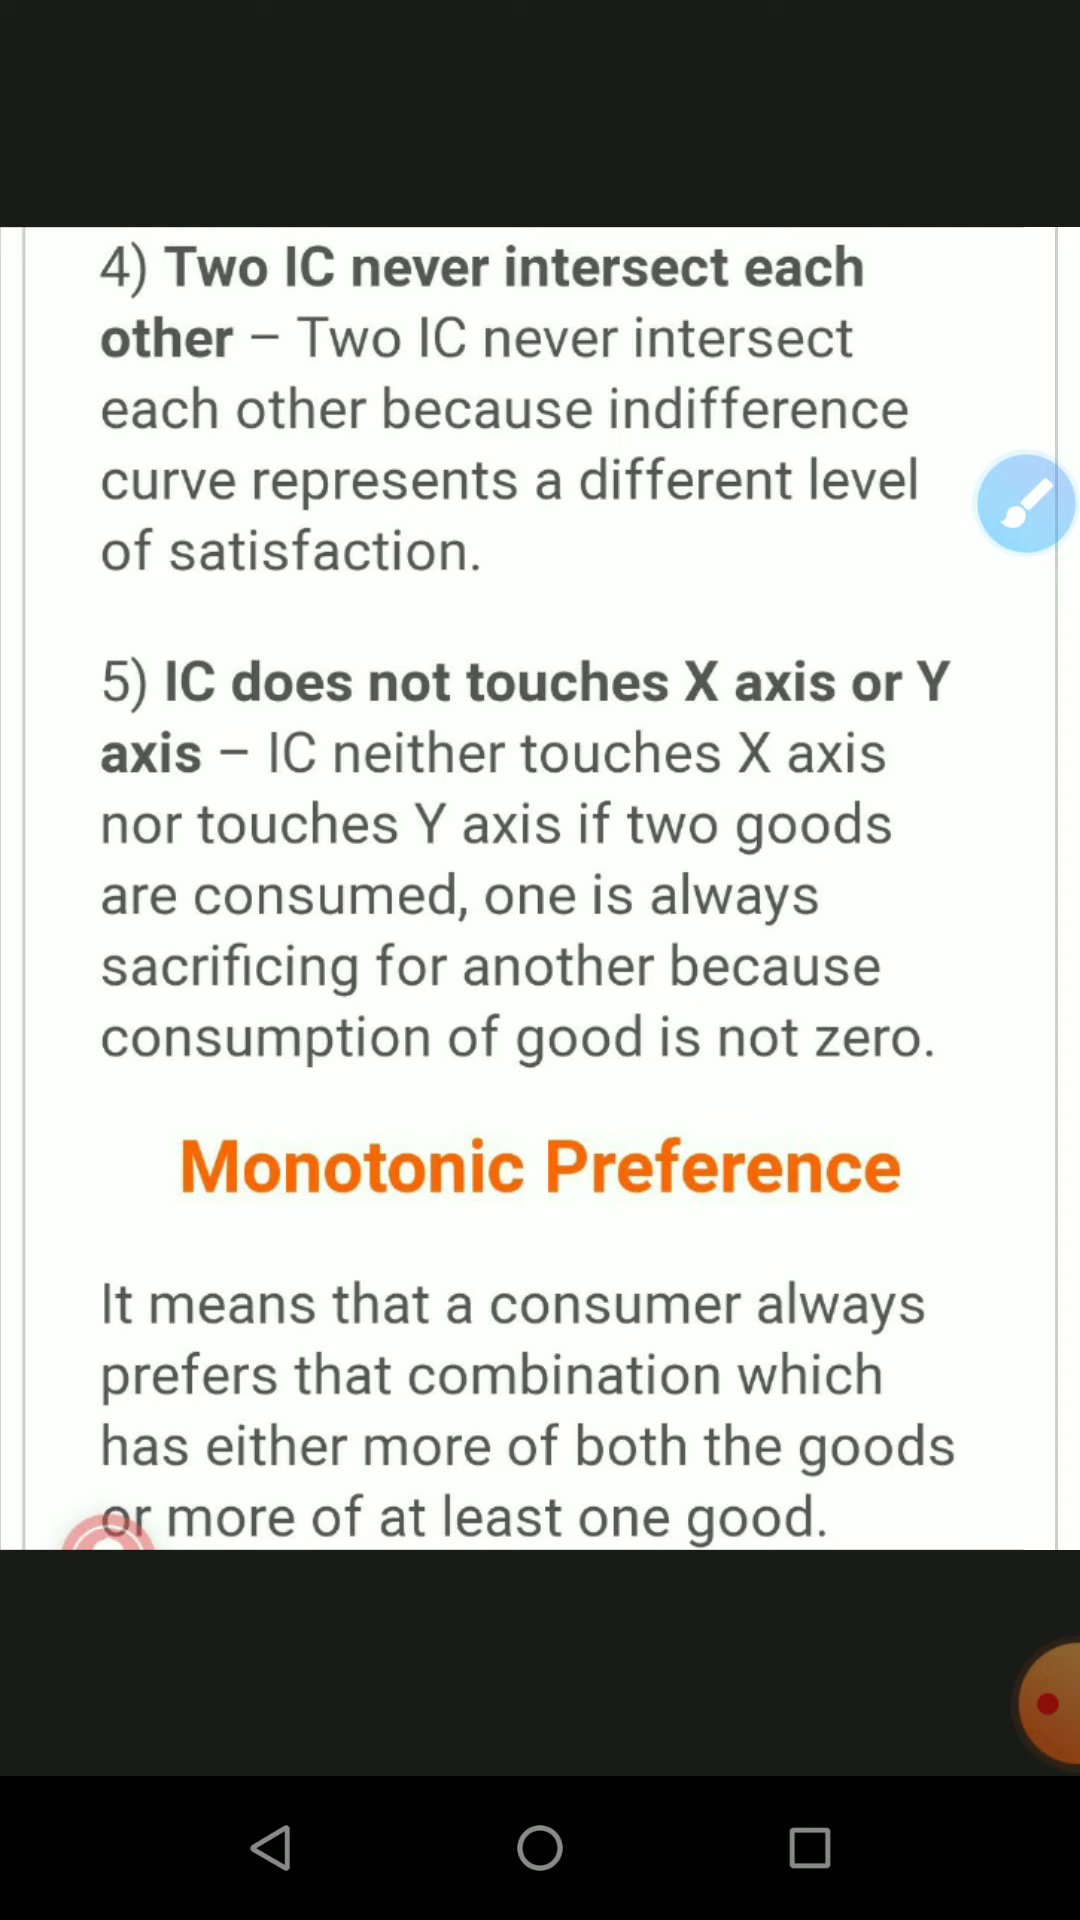 4) Two IC never intersect each
other – Two IC never intersect
each other because indifference
curve represents a different level
of satisfaction.
5) IC does not touches X axis or Y
axis – IC neither touches X axis
nor touches Y axis if two goods
are consumed, one is always
sacrificing for another because
consumption of good is not zero.
Monotonic Preference
It means that a consumer always
prefers that combination which
has either more of both the goods
or more of at least one good.